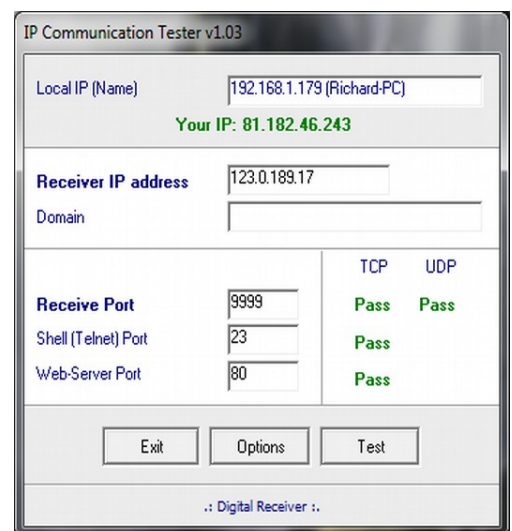 IP Communication Tester v1.03
Local IP (Name) 192.168.1.179 (Richard-PC)
Your IP: 81.182.46.243
Receiver IP address 123.0.189.17
Domain
TCP UDP
Receive Port 9999 Pass Pass
Shell (Telnet) Port 23 Pass
Web-Server Port 80 Pass
Exit Options Test
.: Digital Receiver :.